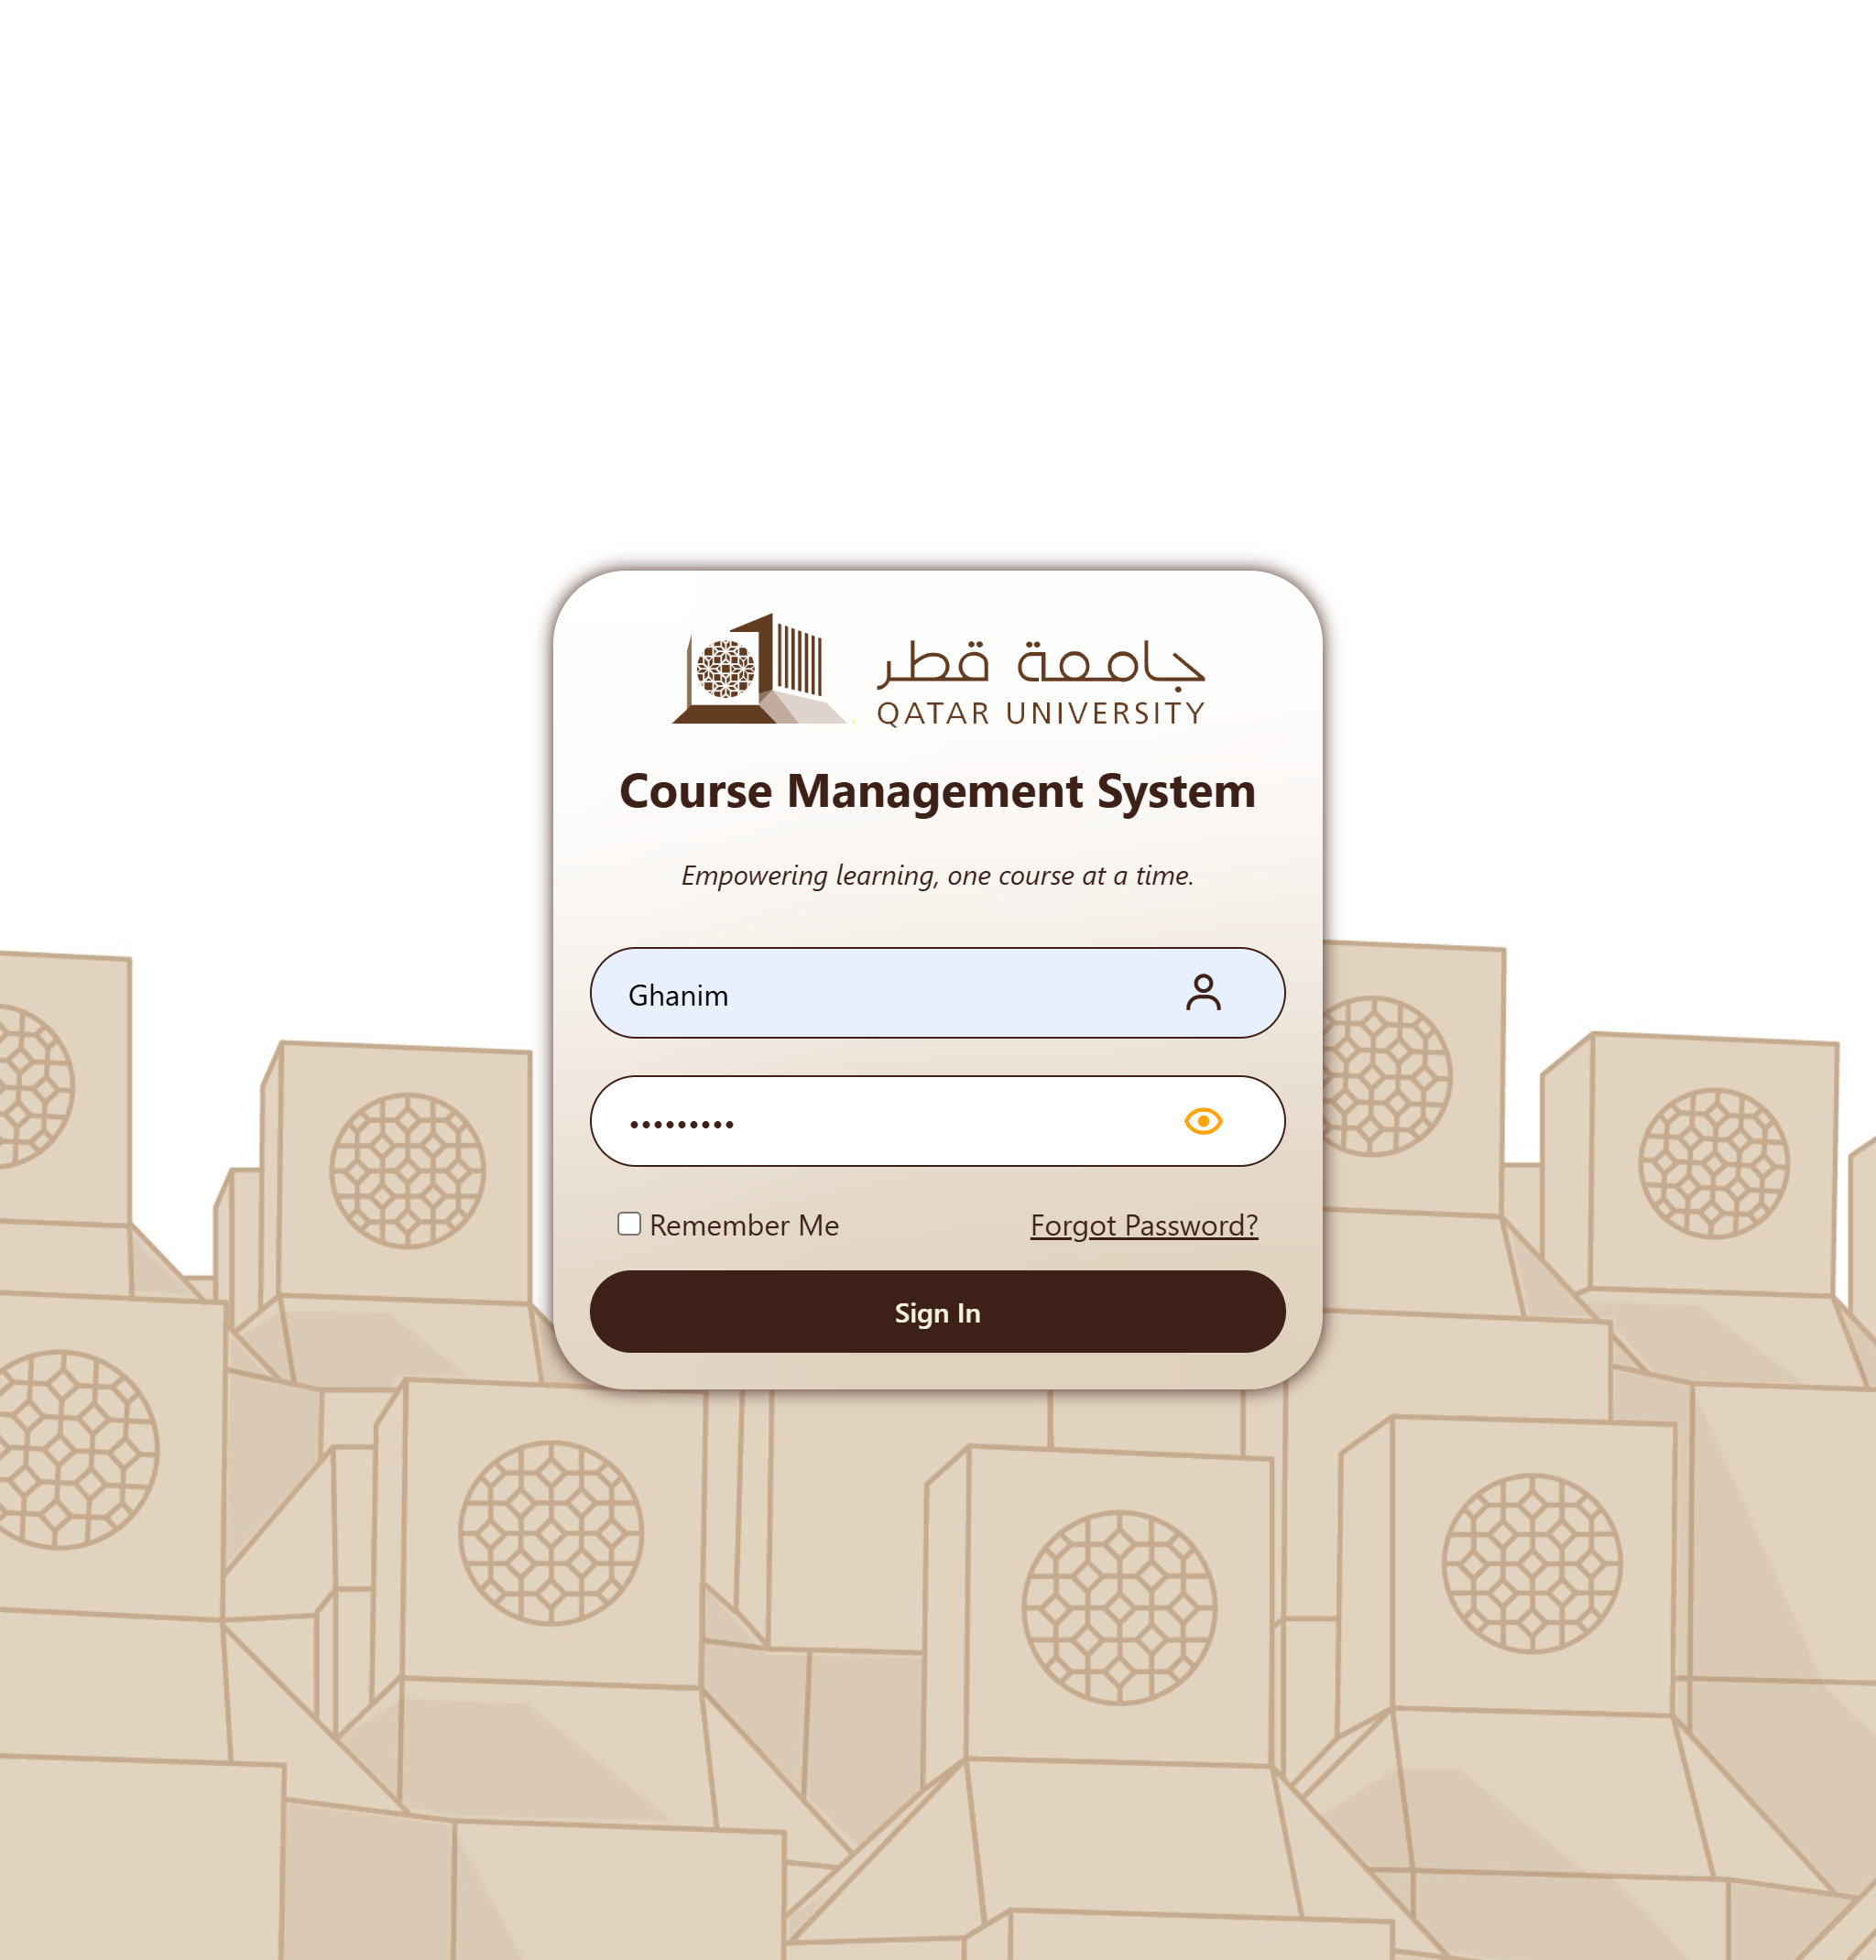 جامعة قطر
QATAR UNIVERSITY
Course Management System
Empowering learning, one course at a time.
Ghanim
•••••••••
Remember Me
Forgot Password?
Sign In